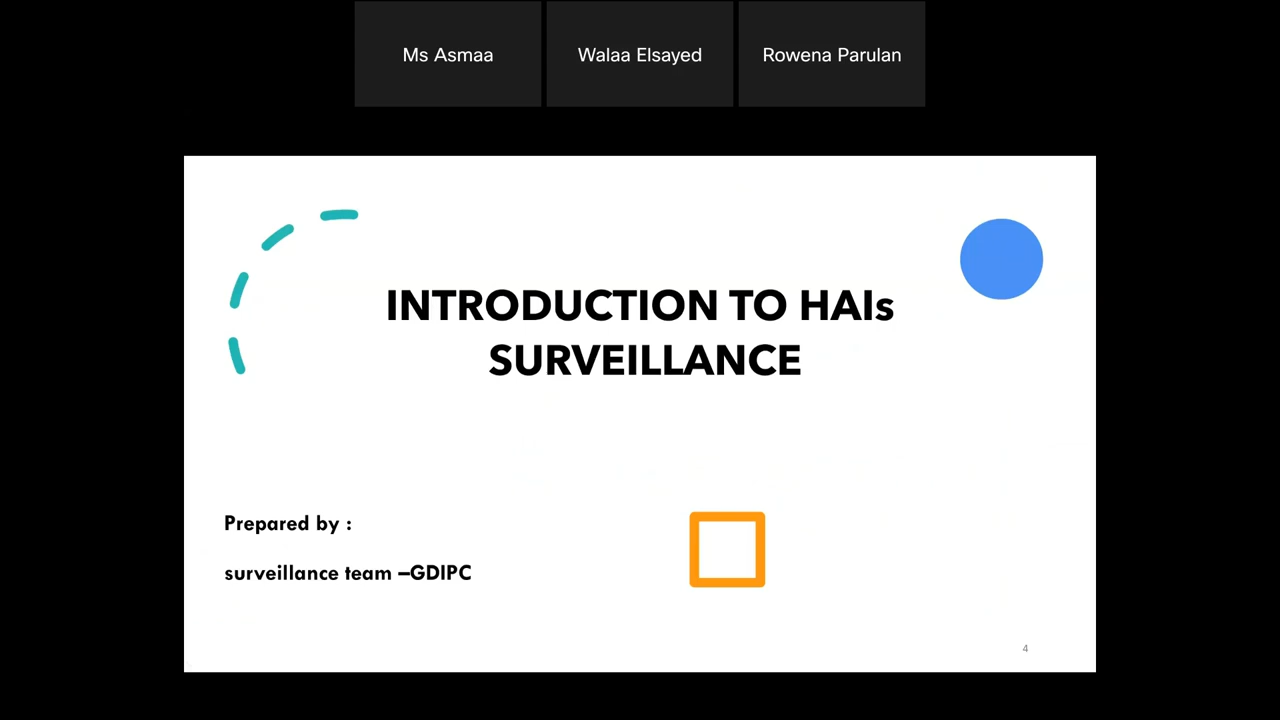 Ms Asmaa
Walaa Elsayed
Rowena Parulan
INTRODUCTION TO HAIs
SURVEILLANCE
Prepared by :
surveillance team –GDIPC
4